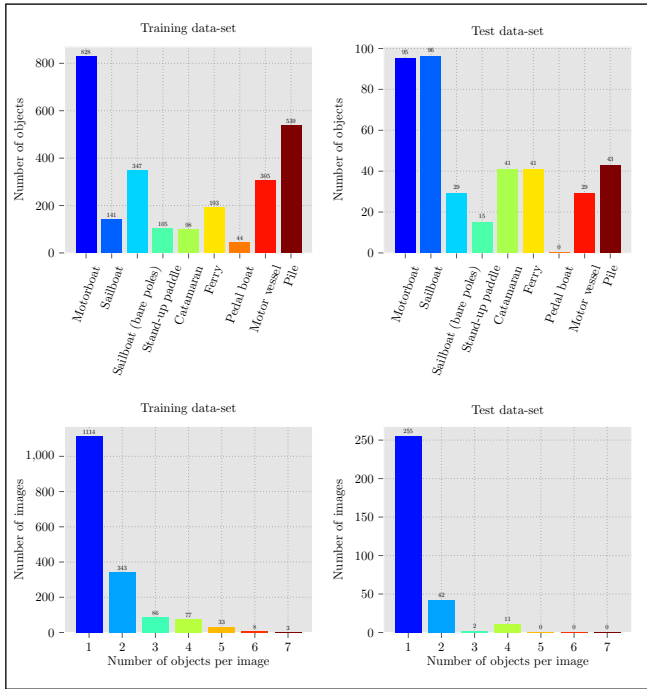 Training data-set
Number of objects
800
600
400
200
0
828
141
347
105
98
193
44
305
539
Motorboat
Sailboat
Sailboat (bare poles)
Stand-up paddle
Catamaran
Ferry
Pedal boat
Motor vessel
Pile
Test data-set
Number of objects
100
80
60
40
20
0
95
96
29
15
41
41
0
29
43
Motorboat
Sailboat
Sailboat (bare poles)
Stand-up paddle
Catamaran
Ferry
Pedal boat
Motor vessel
Pile
Training data-set
Number of images
1,000
800
600
400
200
0
1114
343
86
77
33
8
3
1 2 3 4 5 6 7
Number of objects per image
Test data-set
Number of images
250
200
150
100
50
0
255
42
2
11
0
0
0
1 2 3 4 5 6 7
Number of objects per image